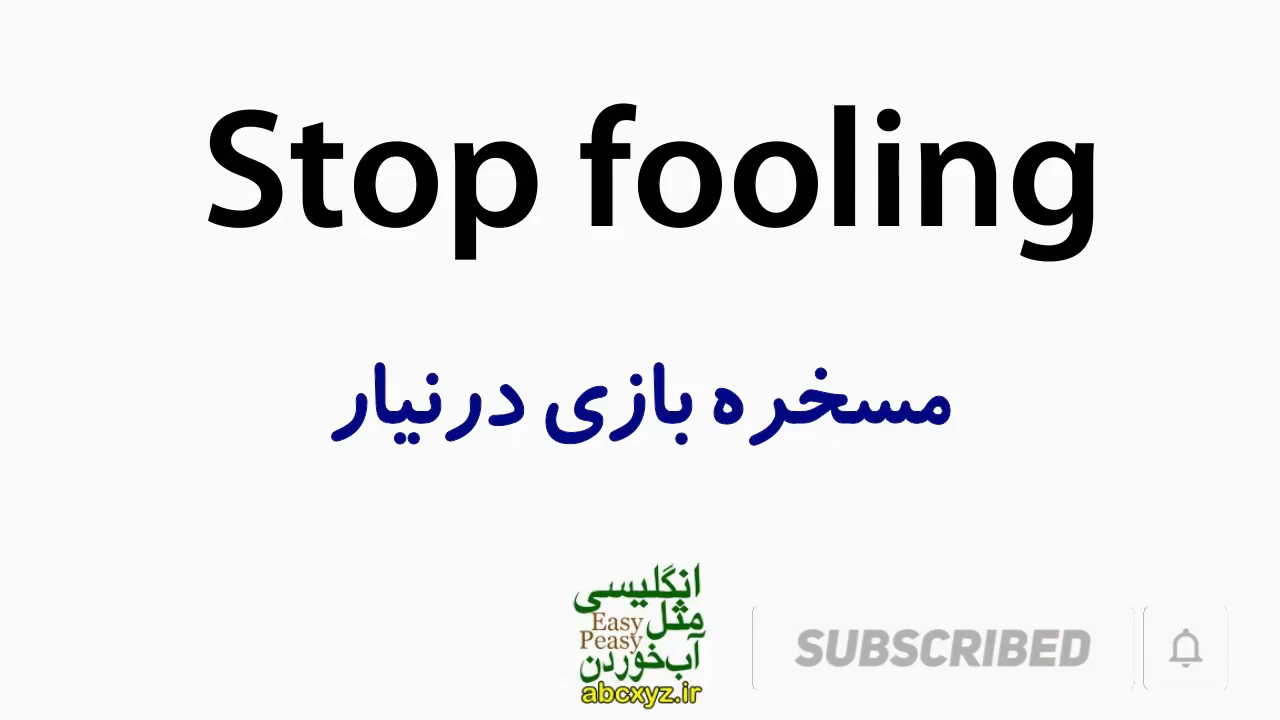 Stop fooling
مسخره بازی درنیار
انگلیسی
مثل
Easy
Peasy
آب‌خوردن
abcxyz.ir
SUBSCRIBED